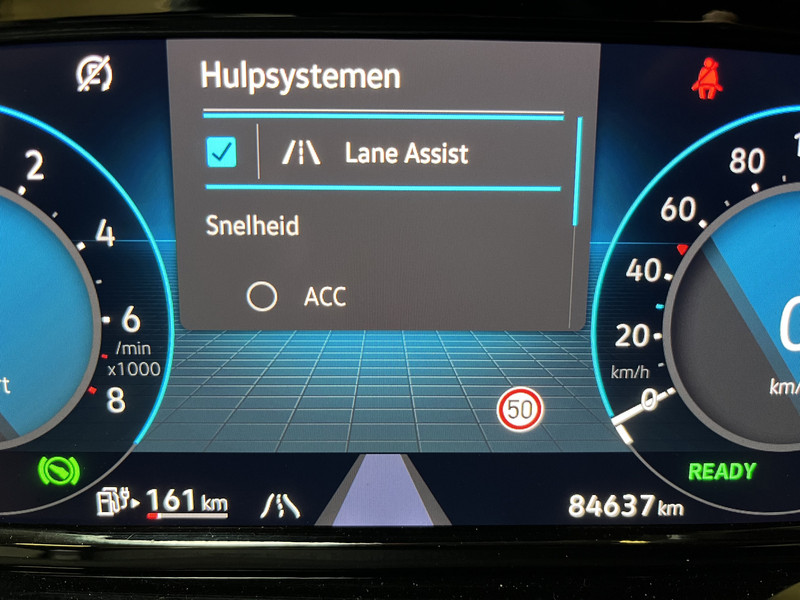 Hulpsystemen
Lane Assist
Snelheid
ACC
2
4
6
/min
x1000
8
80
60
40
20
km/h
0
50
READY
161 km
84637 km